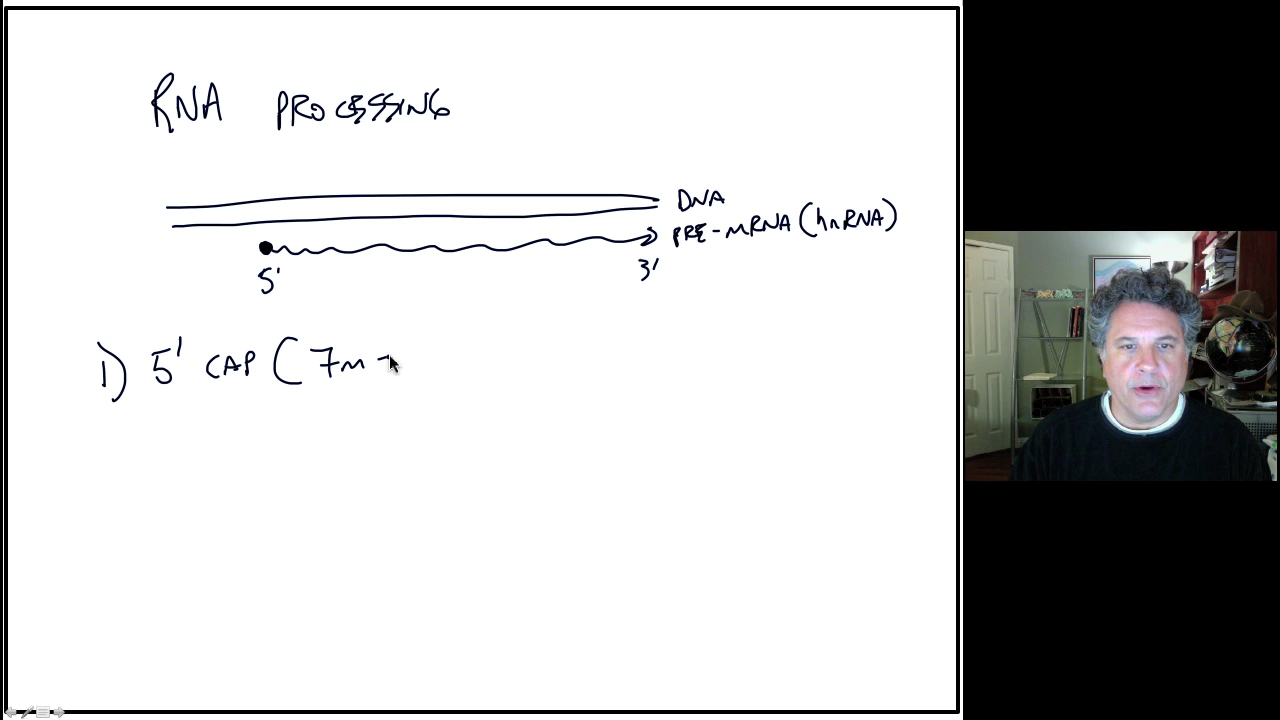 RNA PROCESSING
DNA
PRE-mRNA (hnRNA)
5' 3'
1) 5' CAP ( 7m -